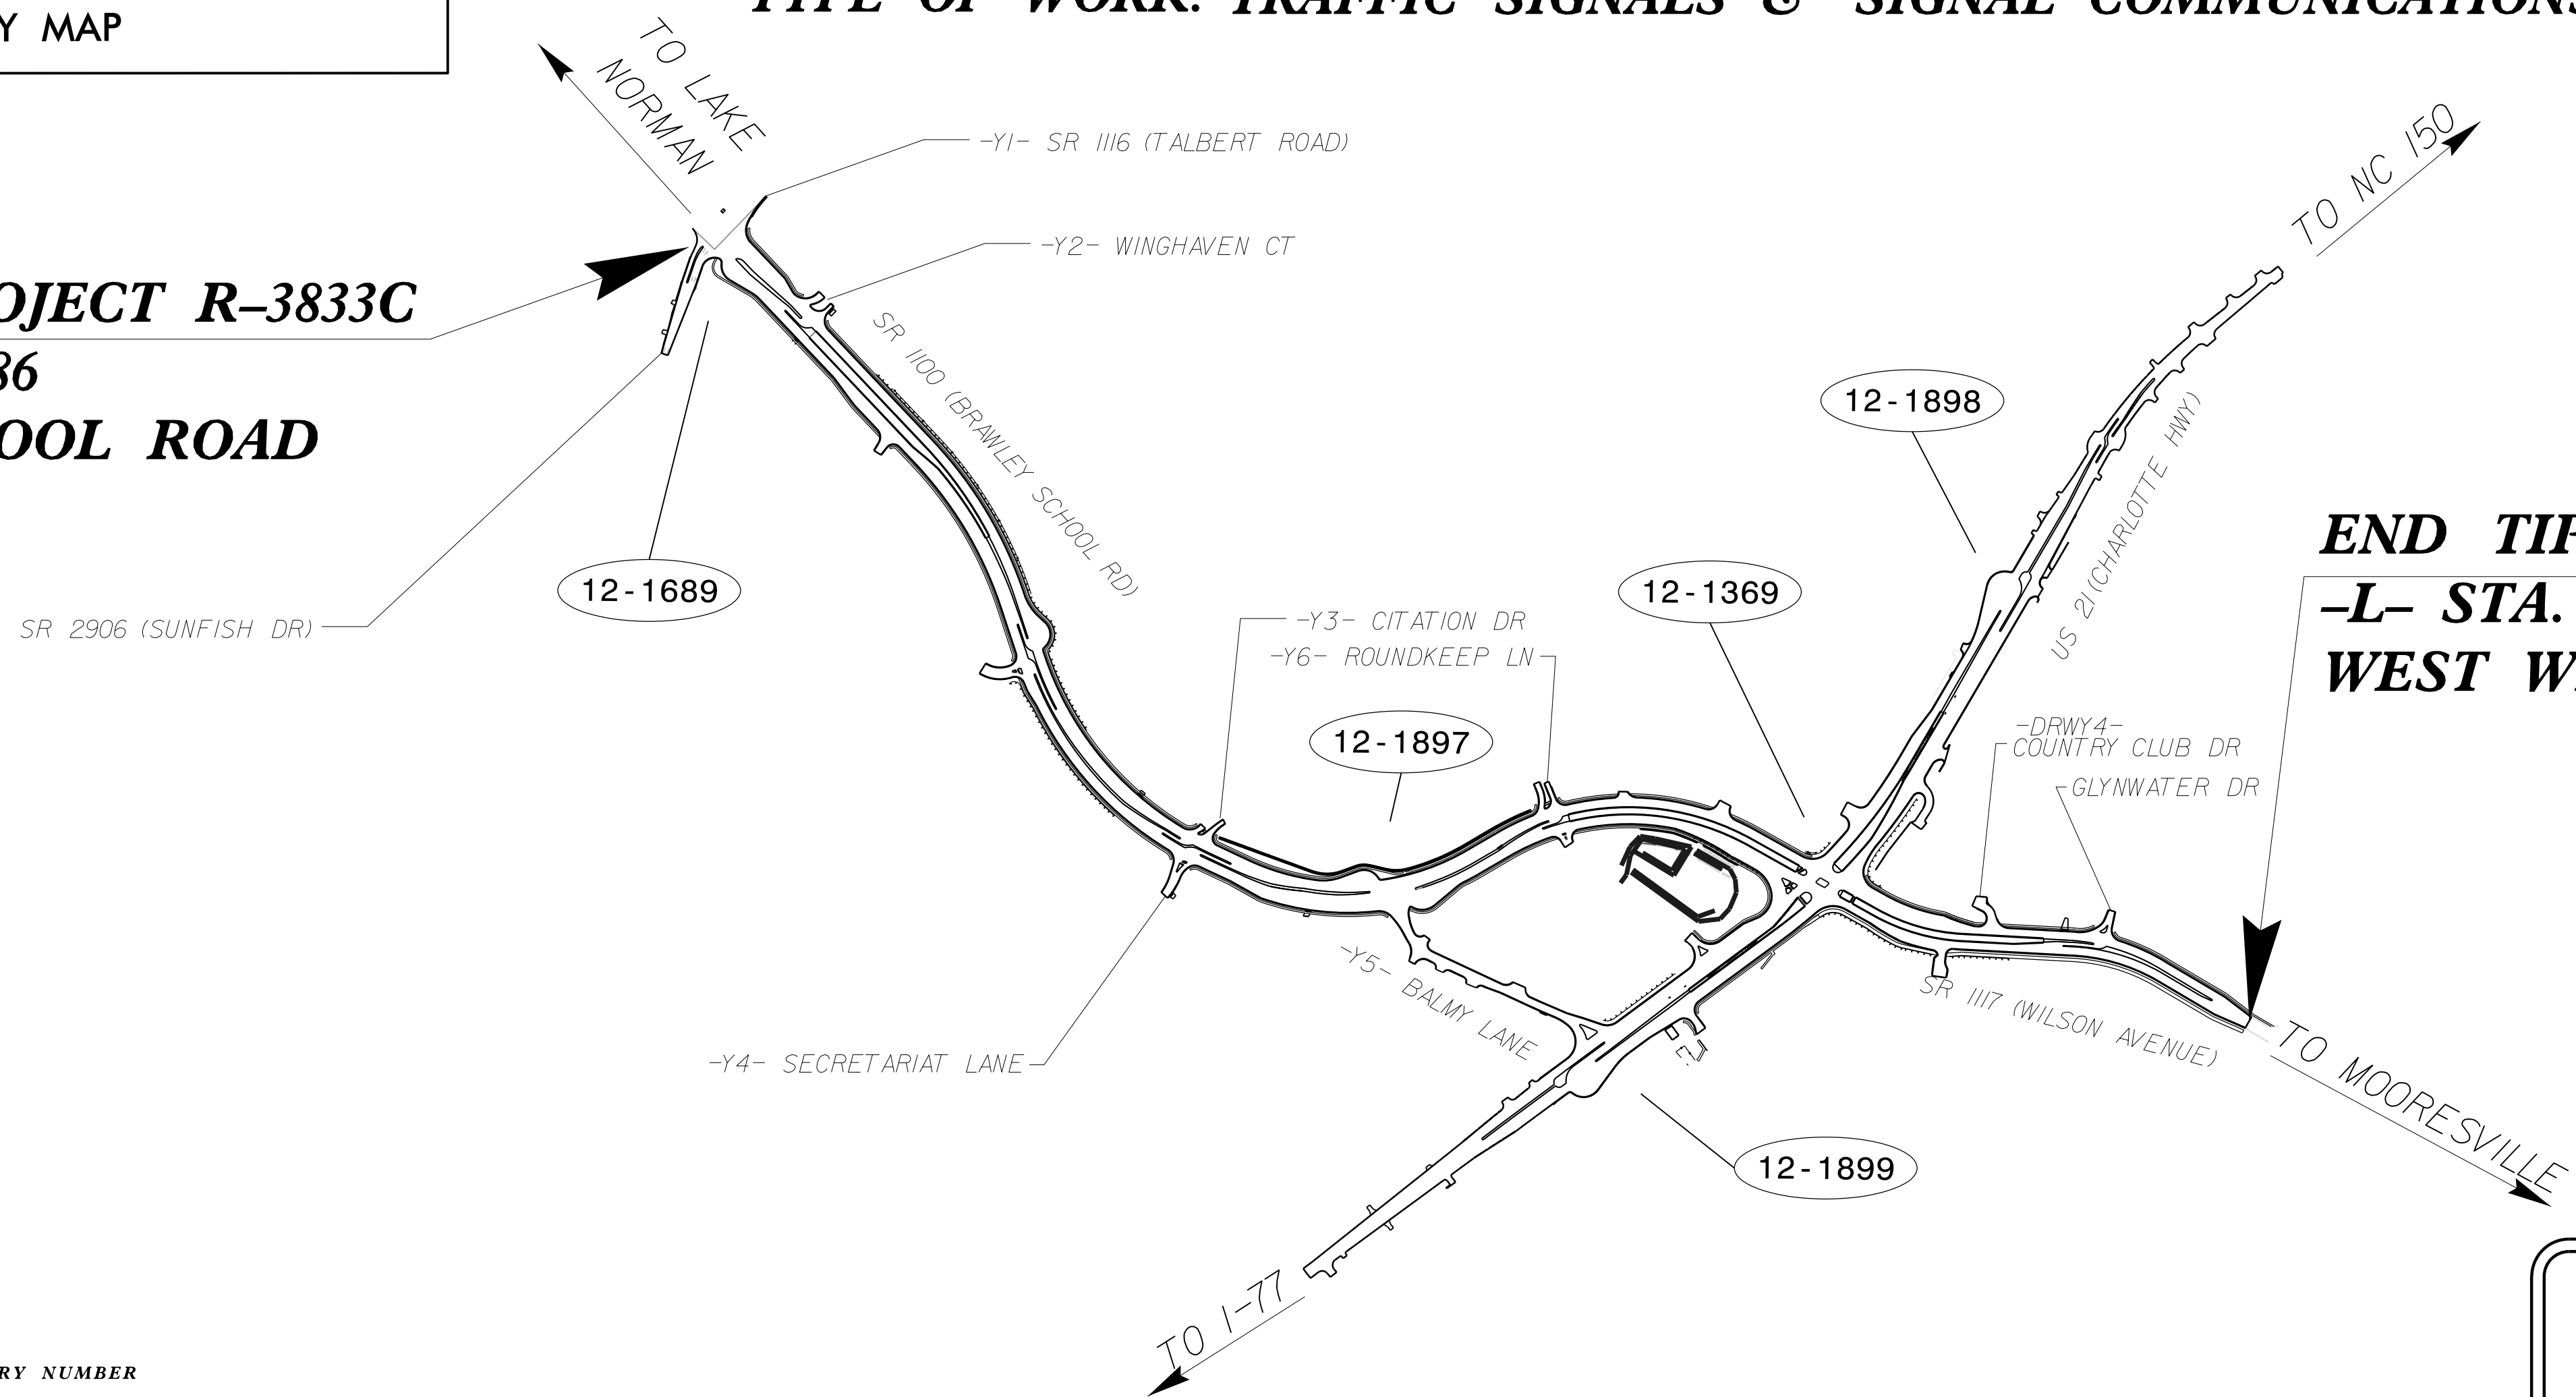 TYPE OF WORK: TRAFFIC SIGNALS & SIGNAL COMMUNICATIONS
Y MAP
TO LAKE
NORMAN
-Y1- SR 1116 (TALBERT ROAD)
-Y2- WINGHAVEN CT
TO NC 150
OJECT R-3833C
86
OOL ROAD
SR 1100 (BRAWLEY SCHOOL RD)
12-1898
US 21 (CHARLOTTE HWY)
12-1689
12-1369
SR 2906 (SUNFISH DR)
-Y3- CITATION DR
-Y6- ROUNDKEEP LN
12-1897
END TIP
-L- STA.
WEST WI
-DRWY4-
COUNTRY CLUB DR
GLYNWATER DR
-Y5- BALMY LANE
SR 1117 (WILSON AVENUE)
-Y4- SECRETARIAT LANE
TO MOORESVILLE
12-1899
TO I-77
RY NUMBER